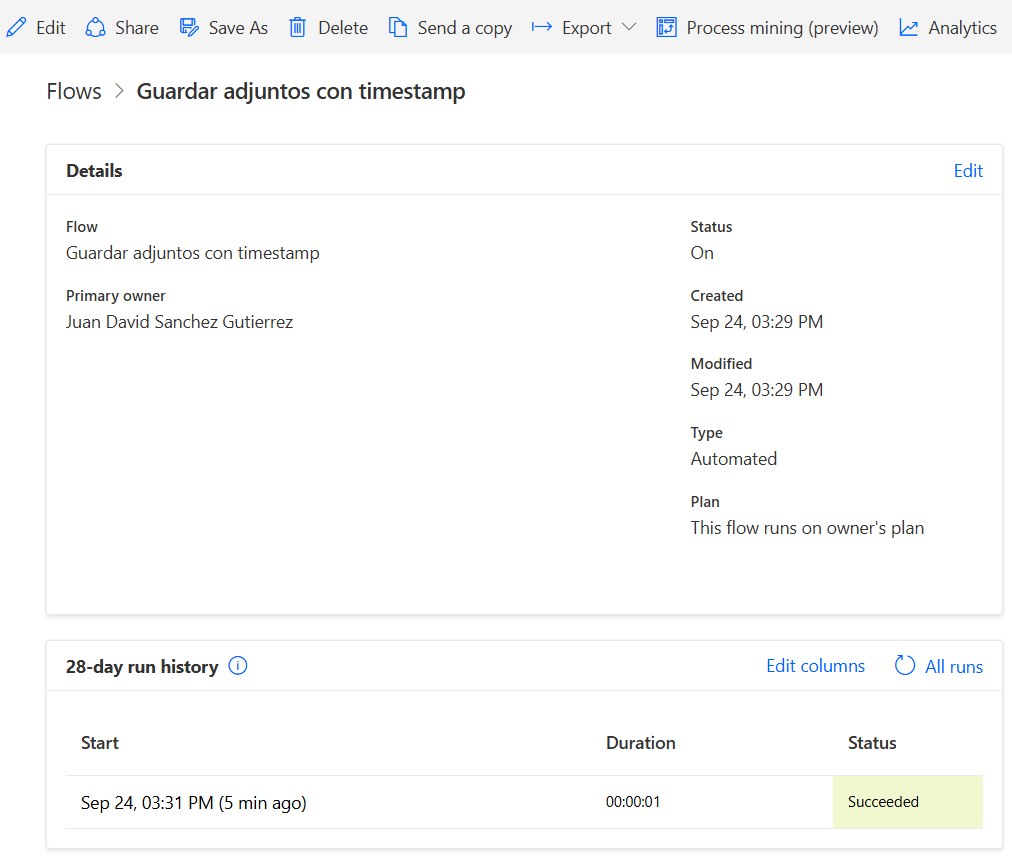 Edit Share Save As Delete Send a copy Export Process mining (preview) Analytics
Flows > Guardar adjuntos con timestamp
Details Edit
Flow
Guardar adjuntos con timestamp
Primary owner
Juan David Sanchez Gutierrez
Status
On
Created
Sep 24, 03:29 PM
Modified
Sep 24, 03:29 PM
Type
Automated
Plan
This flow runs on owner's plan
28-day run history Edit columns All runs
Start Duration Status
Sep 24, 03:31 PM (5 min ago) 00:00:01 Succeeded